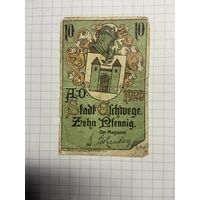 10 10
A:O 1920
Stadt Eschwege.
Zehn Pfennig.
Der Magistrat